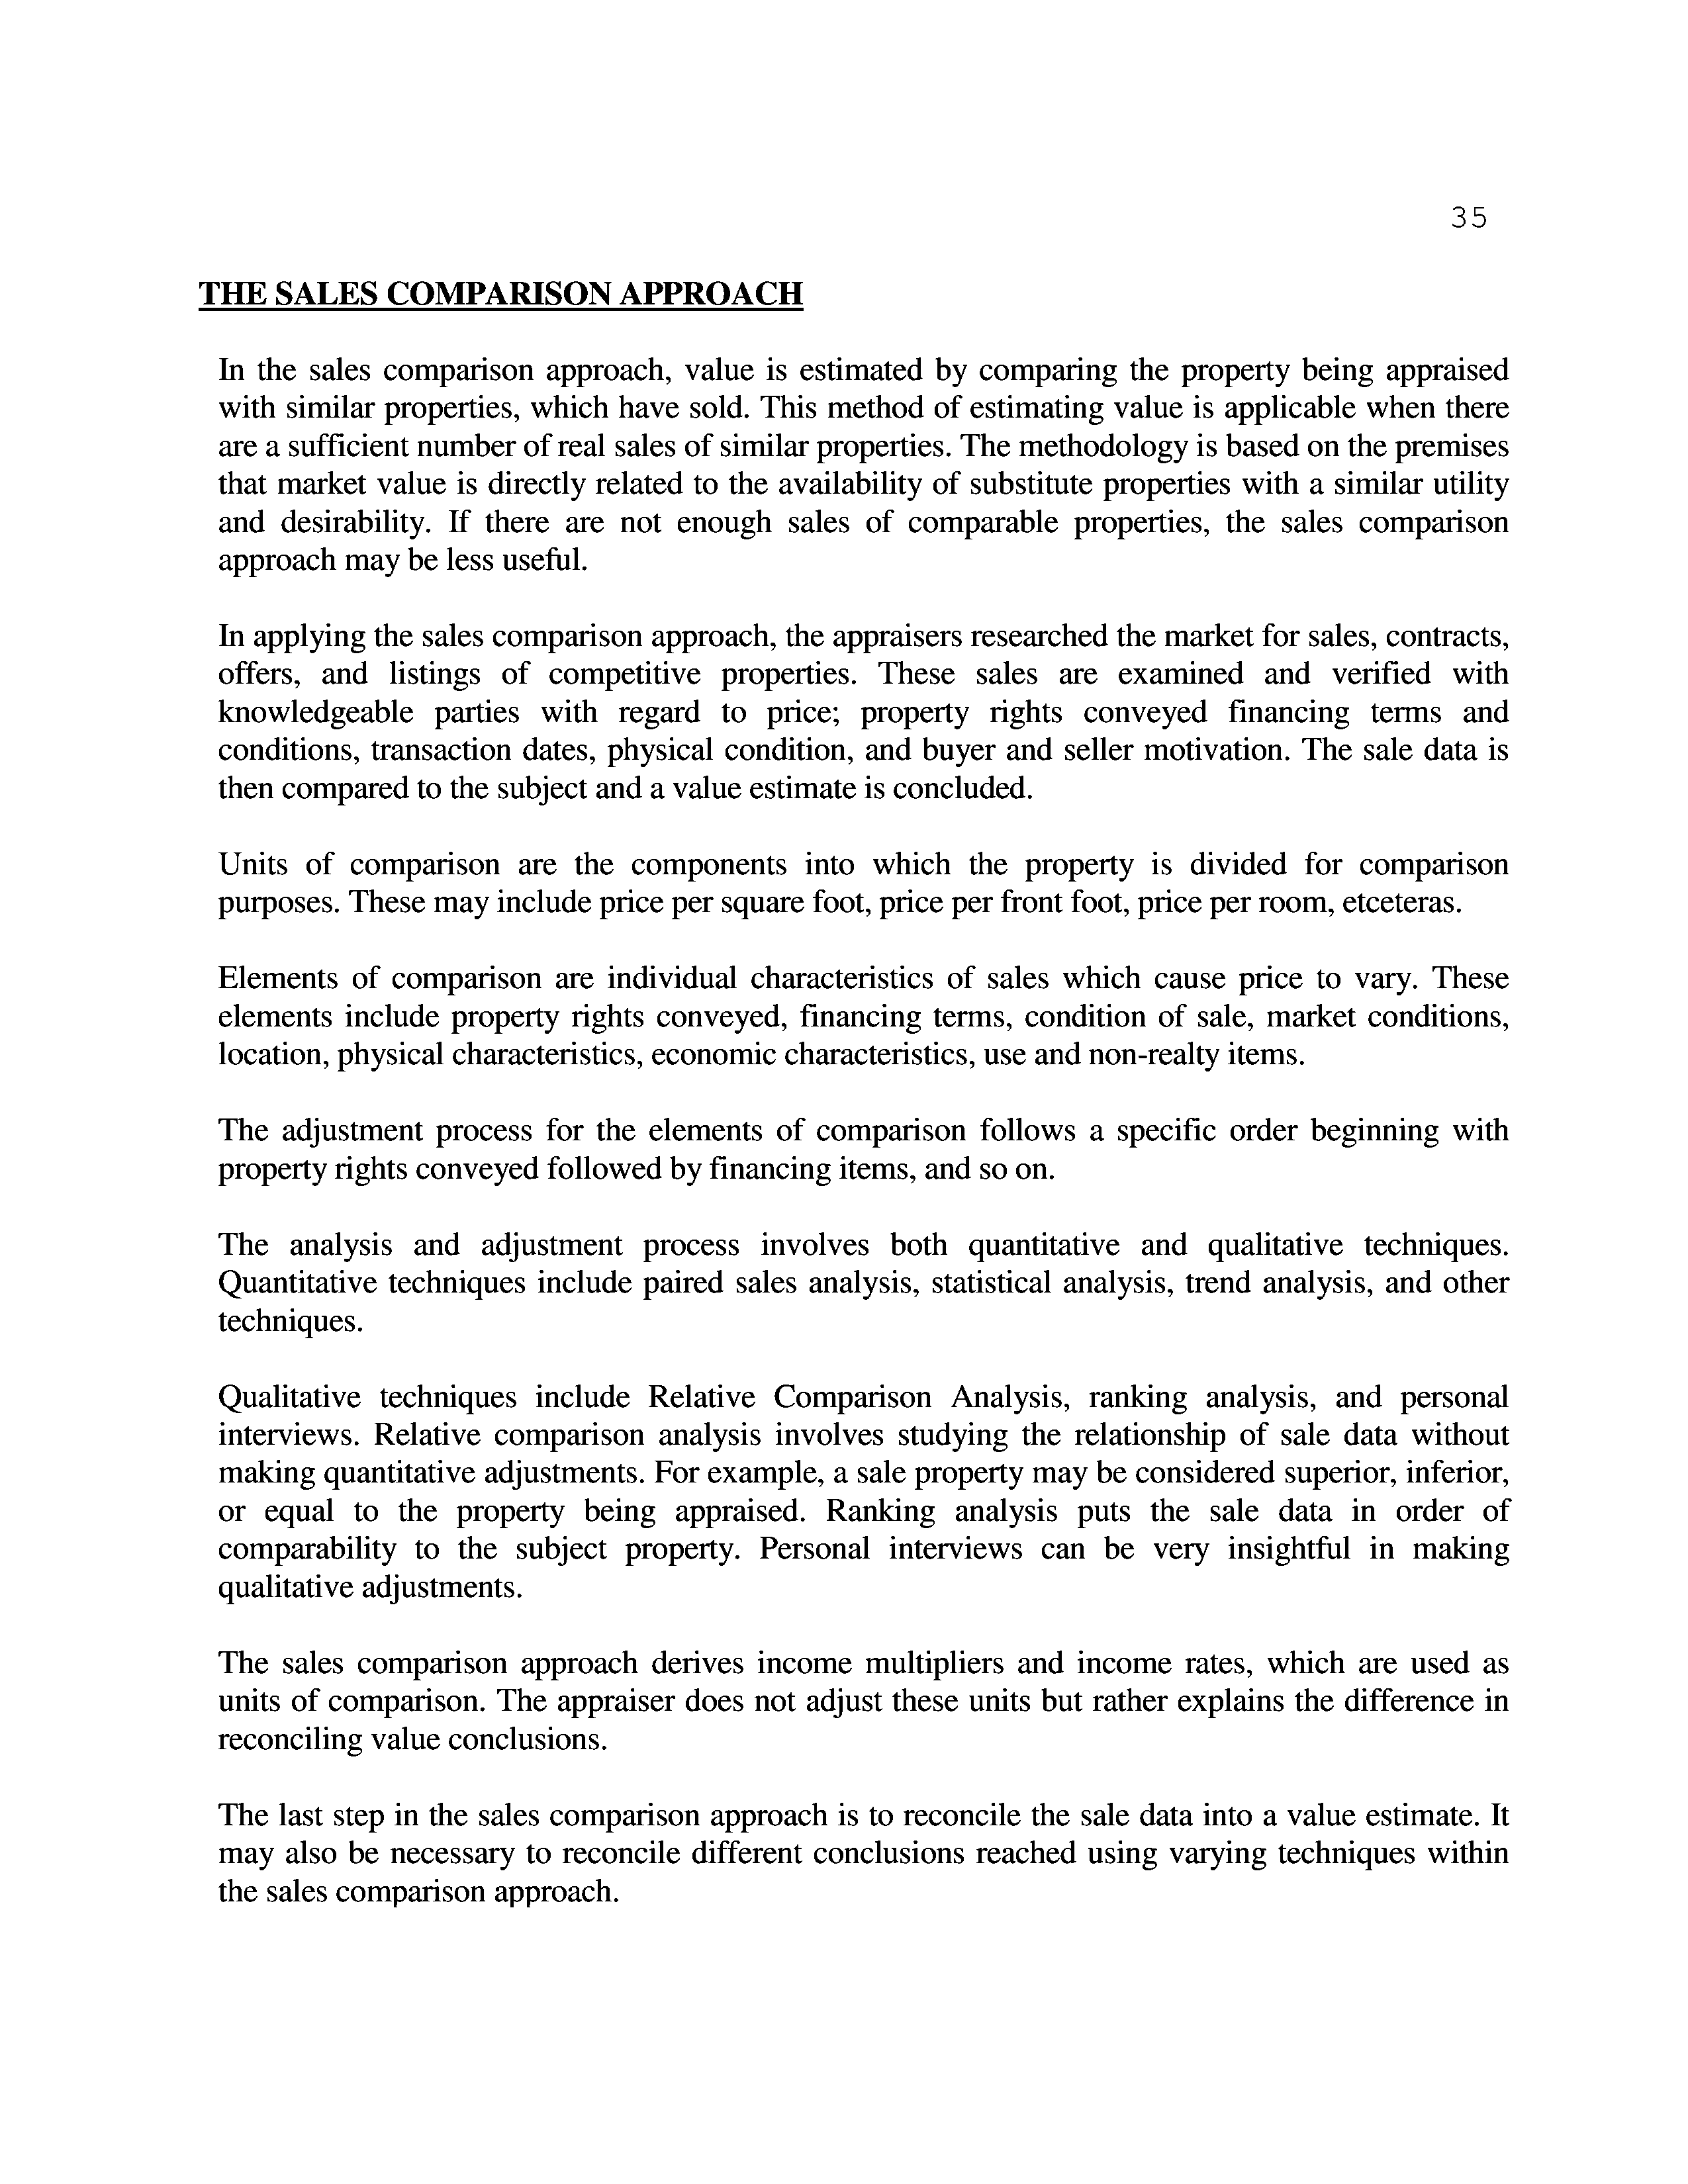 35
THE SALES COMPARISON APPROACH
In the sales comparison approach, value is estimated by comparing the property being appraised
with similar properties, which have sold. This method of estimating value is applicable when there
are a sufficient number of real sales of similar properties. The methodology is based on the premises
that market value is directly related to the availability of substitute properties with a similar utility
and desirability. If there are not enough sales of comparable properties, the sales comparison
approach may be less useful.
In applying the sales comparison approach, the appraisers researched the market for sales, contracts,
offers, and listings of competitive properties. These sales are examined and verified with
knowledgeable parties with regard to price; property rights conveyed financing terms and
conditions, transaction dates, physical condition, and buyer and seller motivation. The sale data is
then compared to the subject and a value estimate is concluded.
Units of comparison are the components into which the property is divided for comparison
purposes. These may include price per square foot, price per front foot, price per room, etceteras.
Elements of comparison are individual characteristics of sales which cause price to vary. These
elements include property rights conveyed, financing terms, condition of sale, market conditions,
location, physical characteristics, economic characteristics, use and non-realty items.
The adjustment process for the elements of comparison follows a specific order beginning with
property rights conveyed followed by financing items, and so on.
The analysis and adjustment process involves both quantitative and qualitative techniques.
Quantitative techniques include paired sales analysis, statistical analysis, trend analysis, and other
techniques.
Qualitative techniques include Relative Comparison Analysis, ranking analysis, and personal
interviews. Relative comparison analysis involves studying the relationship of sale data without
making quantitative adjustments. For example, a sale property may be considered superior, inferior,
or equal to the property being appraised. Ranking analysis puts the sale data in order of
comparability to the subject property. Personal interviews can be very insightful in making
qualitative adjustments.
The sales comparison approach derives income multipliers and income rates, which are used as
units of comparison. The appraiser does not adjust these units but rather explains the difference in
reconciling value conclusions.
The last step in the sales comparison approach is to reconcile the sale data into a value estimate. It
may also be necessary to reconcile different conclusions reached using varying techniques within
the sales comparison approach.